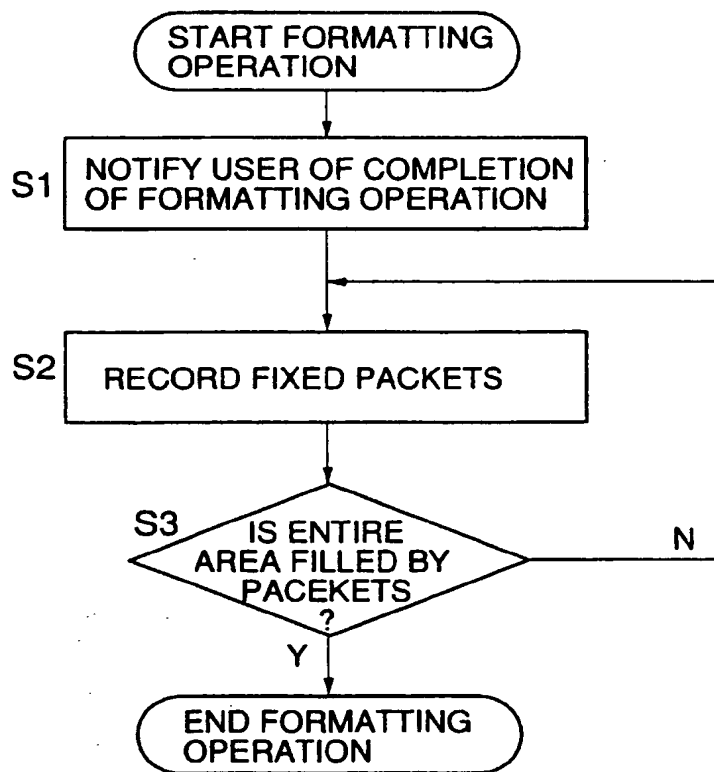 START FORMATTING
OPERATION
S1
NOTIFY USER OF COMPLETION
OF FORMATTING OPERATION
S2
RECORD FIXED PACKETS
S3
IS ENTIRE
AREA FILLED BY
PACEKETS
?
N
Y
END FORMATTING
OPERATION